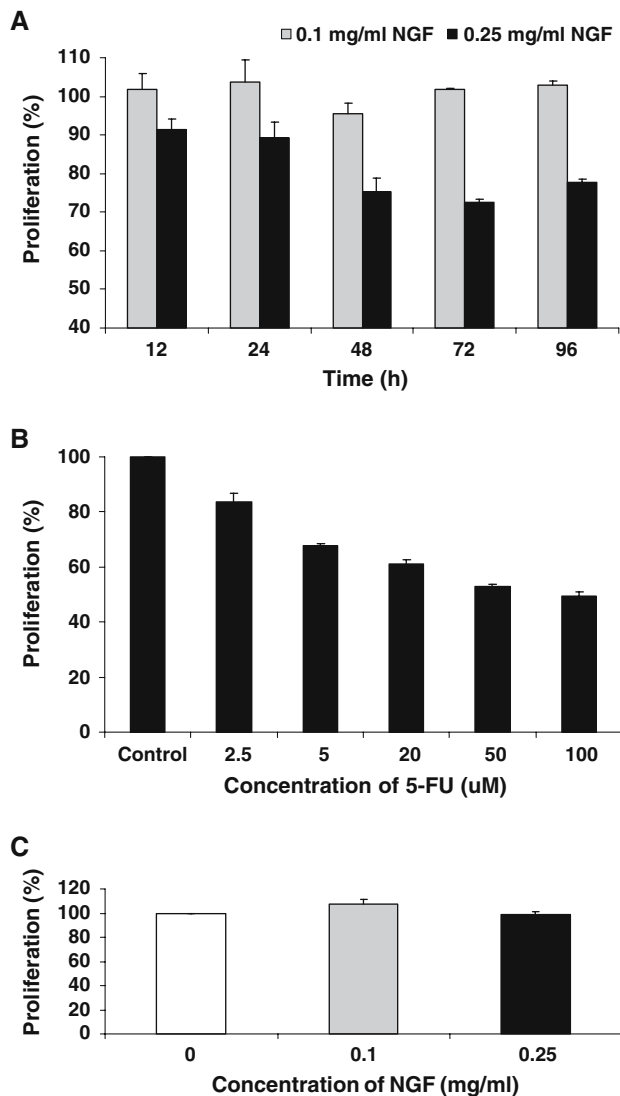 A
0.1 mg/ml NGF 0.25 mg/ml NGF
110
100
90
80
70
60
50
40
Proliferation (%)
12 24 48 72 96
Time (h)
B
100
80
60
40
20
0
Proliferation (%)
Control 2.5 5 20 50 100
Concentration of 5-FU (uM)
C
120
100
80
60
40
20
0
Proliferation (%)
0 0.1 0.25
Concentration of NGF (mg/ml)